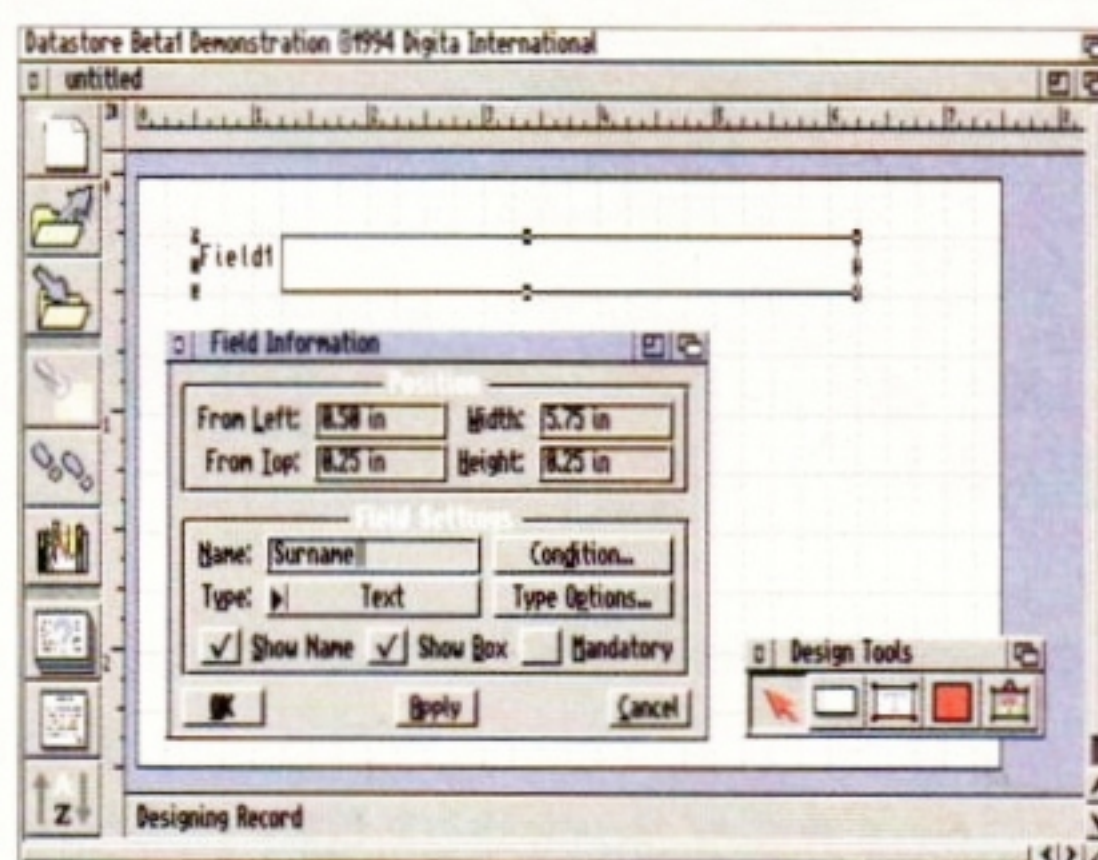 Datastore Beta1 Demonstration ©1994 Digita International
untitled
Field1
Field Information
Position
From Left: 0.50 in Width: 5.75 in
From Top: 0.25 in Height: 0.25 in
Field Settings
Name: Surname Condition...
Type: Text Type Options...
Show Name Show Box Mandatory
OK Apply Cancel
Design Tools
Designing Record